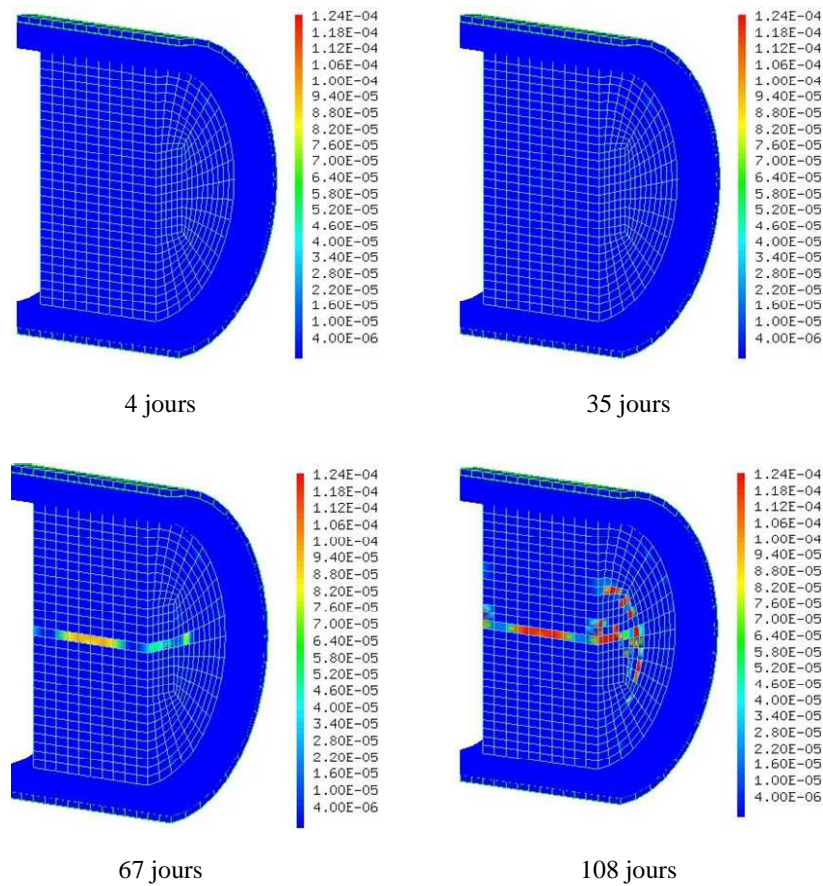 1.24E-04
1.18E-04
1.12E-04
1.06E-04
1.00E-04
9.40E-05
8.80E-05
8.20E-05
7.60E-05
7.00E-05
6.40E-05
5.80E-05
5.20E-05
4.60E-05
4.00E-05
3.40E-05
2.80E-05
2.20E-05
1.60E-05
1.00E-05
4.00E-06
4 jours
1.24E-04
1.18E-04
1.12E-04
1.06E-04
1.00E-04
9.40E-05
8.80E-05
8.20E-05
7.60E-05
7.00E-05
6.40E-05
5.80E-05
5.20E-05
4.60E-05
4.00E-05
3.40E-05
2.80E-05
2.20E-05
1.60E-05
1.00E-05
4.00E-06
35 jours
1.24E-04
1.18E-04
1.12E-04
1.06E-04
1.00E-04
9.40E-05
8.80E-05
8.20E-05
7.60E-05
7.00E-05
6.40E-05
5.80E-05
5.20E-05
4.60E-05
4.00E-05
3.40E-05
2.80E-05
2.20E-05
1.60E-05
1.00E-05
4.00E-06
67 jours
1.24E-04
1.18E-04
1.12E-04
1.06E-04
1.00E-04
9.40E-05
8.80E-05
8.20E-05
7.60E-05
7.00E-05
6.40E-05
5.80E-05
5.20E-05
4.60E-05
4.00E-05
3.40E-05
2.80E-05
2.20E-05
1.60E-05
1.00E-05
4.00E-06
108 jours